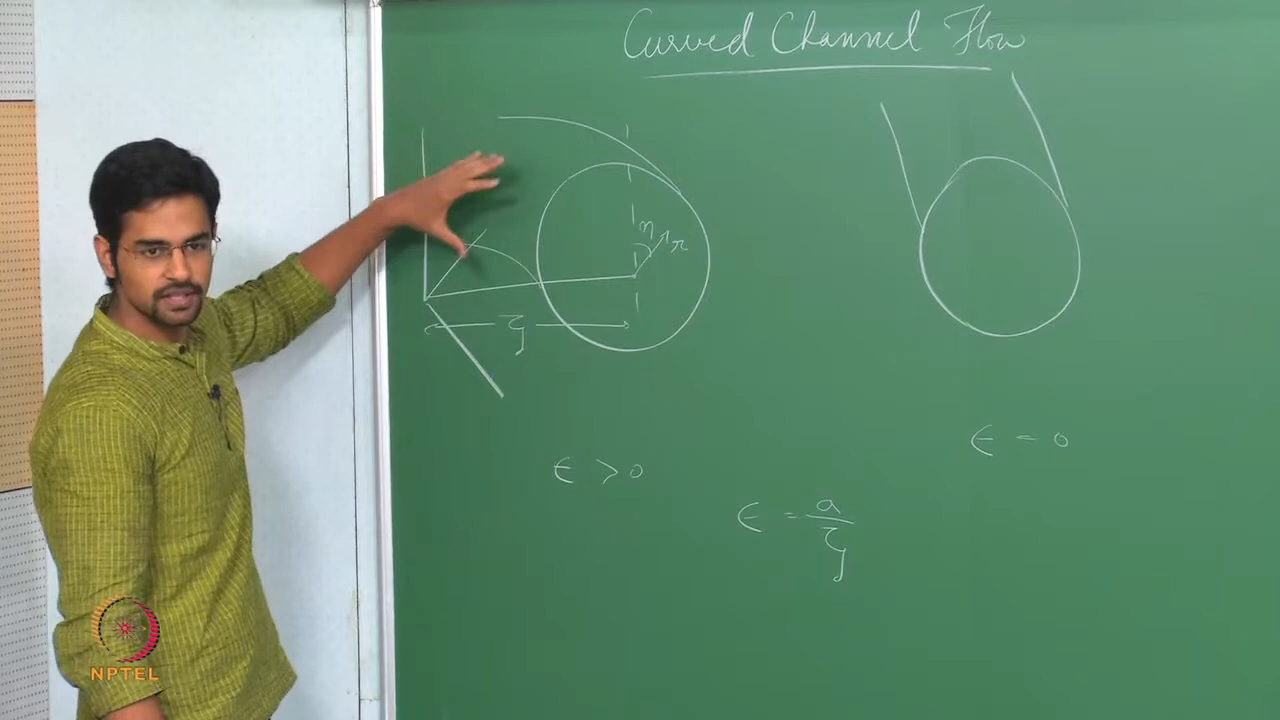 Curved Channel Flow
η
r
ζ
ϵ = 0
ϵ > 0
ϵ = a/ζ
NPTEL